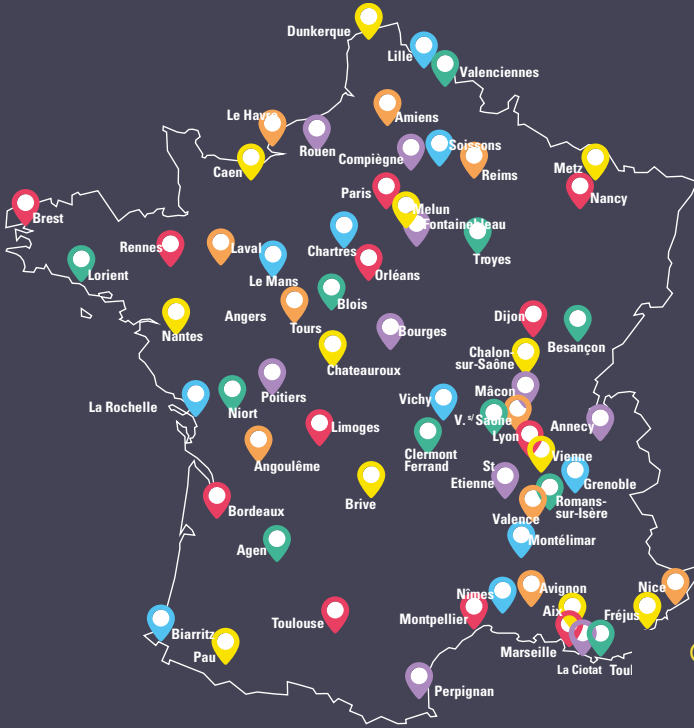 Dunkerque
Lille
Valenciennes
Amiens
Le Havre
Rouen
Compiègne
Soissons
Reims
Caen
Metz
Nancy
Paris
Melun
Fontainebleau
Brest
Rennes
Laval
Chartres
Orléans
Troyes
Lorient
Le Mans
Blois
Angers
Tours
Nantes
Bourges
Dijon
Besançon
Chateauroux
Chalon-
sur-Saône
Poitiers
Mâcon
La Rochelle
Niort
Vichy
V. s/ Saône
Annecy
Limoges
Lyon
Angoulême
Clermont
Ferrand
Vienne
St
Etienne
Grenoble
Brive
Romans-
sur-Isère
Bordeaux
Valence
Agen
Montélimar
Nîmes
Avignon
Nice
Montpellier
Aix
Fréjus
Biarritz
Toulouse
Pau
Marseille
La Ciotat
Toul
Perpignan